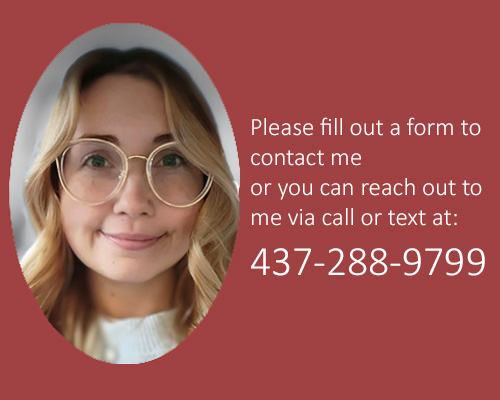 Please fill out a form to
contact me
or you can reach out to
me via call or text at:
437-288-9799